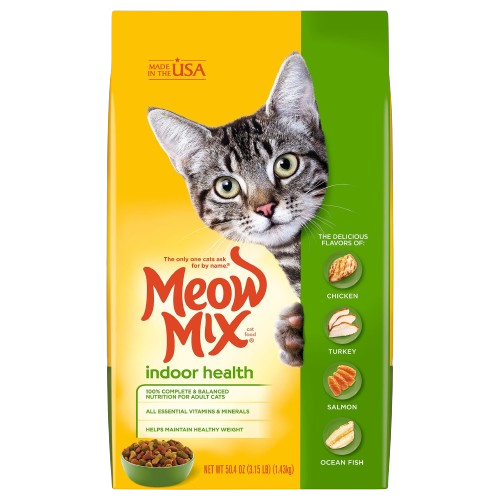 MADE
IN THE USA
The only one cats ask
for by name!®
Meow
Mix®
cat
food
indoor health
100% COMPLETE & BALANCED
NUTRITION FOR ADULT CATS
ALL ESSENTIAL VITAMINS & MINERALS
HELPS MAINTAIN HEALTHY WEIGHT
NET WT 50.4 OZ (3.15 LB) (1.43kg)
THE DELICIOUS
FLAVORS OF:
CHICKEN
TURKEY
SALMON
OCEAN FISH